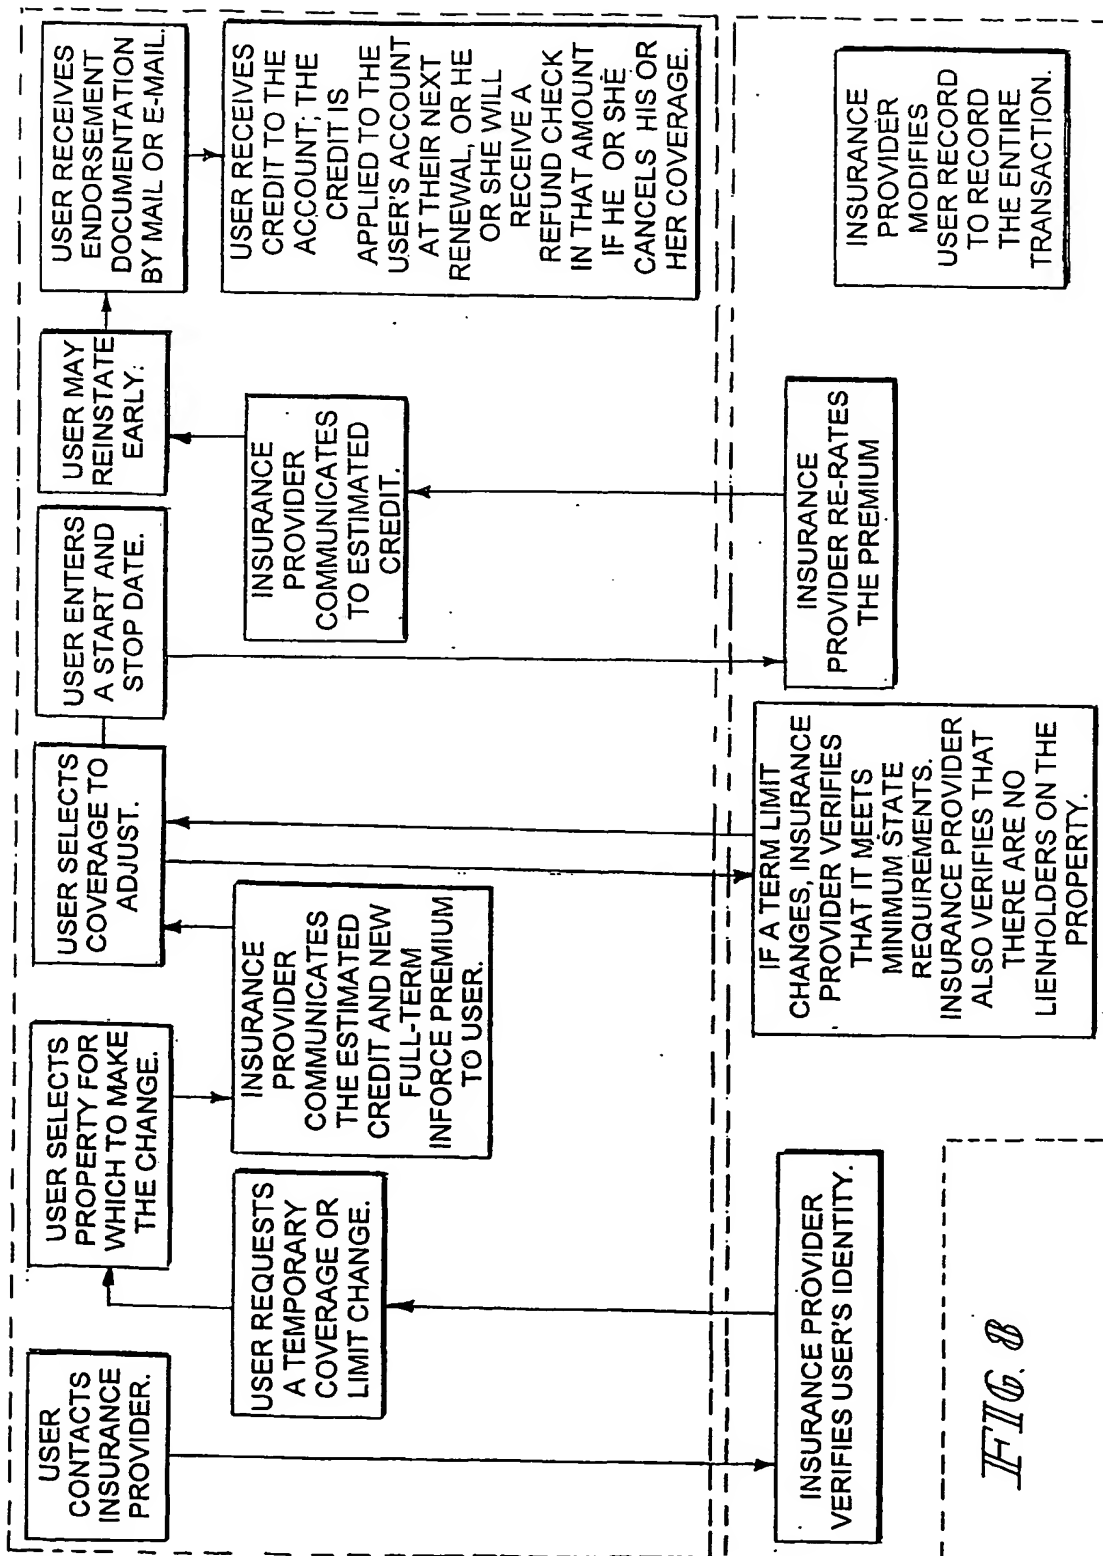 USER
CONTACTS
INSURANCE
PROVIDER.
INSURANCE PROVIDER
VERIFIES USER'S IDENTITY.
USER REQUESTS
A TEMPORARY
COVERAGE OR
LIMIT CHANGE.
USER SELECTS
PROPERTY FOR
WHICH TO MAKE
THE CHANGE.
INSURANCE
PROVIDER
COMMUNICATES
THE ESTIMATED
CREDIT AND NEW
FULL-TERM
INFORCE PREMIUM
TO USER.
USER SELECTS
COVERAGE TO
ADJUST.
IF A TERM LIMIT
CHANGES, INSURANCE
PROVIDER VERIFIES
THAT IT MEETS
MINIMUM STATE
REQUIREMENTS.
INSURANCE PROVIDER
ALSO VERIFIES THAT
THERE ARE NO
LIENHOLDERS ON THE
PROPERTY.
USER ENTERS
A START AND
STOP DATE.
INSURANCE
PROVIDER RE-RATES
THE PREMIUM
INSURANCE
PROVIDER
COMMUNICATES
TO ESTIMATED
CREDIT.
USER MAY
REINSTATE
EARLY.
USER RECEIVES
ENDORSEMENT
DOCUMENTATION
BY MAIL OR E-MAIL.
USER RECEIVES
CREDIT TO THE
ACCOUNT; THE
CREDIT IS
APPLIED TO THE
USER'S ACCOUNT
AT THEIR NEXT
RENEWAL, OR HE
OR SHE WILL
RECEIVE A
REFUND CHECK
IN THAT AMOUNT
IF HE OR SHE
CANCELS HIS OR
HER COVERAGE.
INSURANCE
PROVIDER
MODIFIES
USER RECORD
TO RECORD
THE ENTIRE
TRANSACTION.
FIG. 8